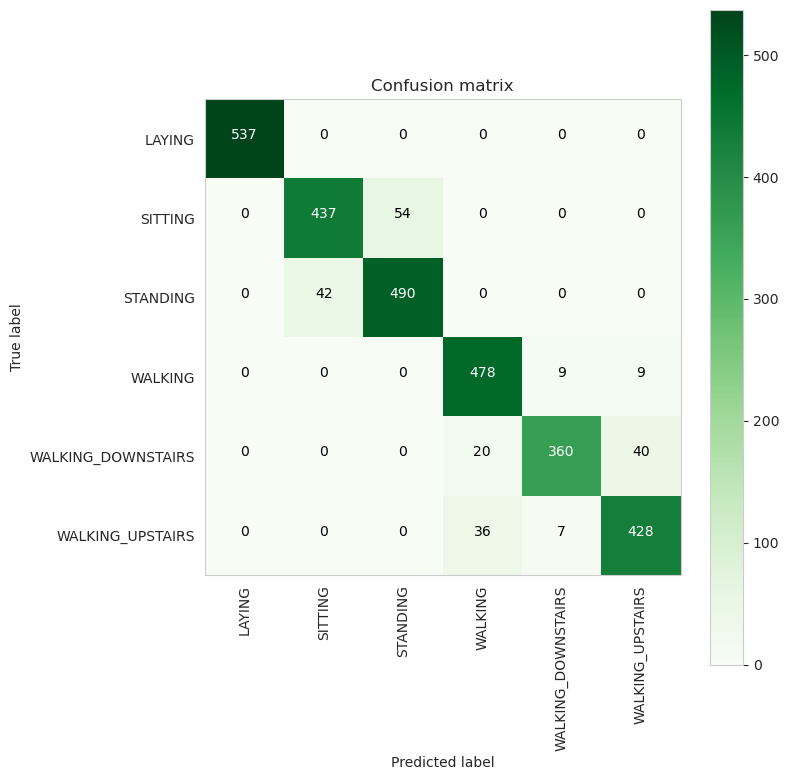 Confusion matrix
True label
LAYING 537 0 0 0 0 0
SITTING 0 437 54 0 0 0
STANDING 0 42 490 0 0 0
WALKING 0 0 0 478 9 9
WALKING_DOWNSTAIRS 0 0 0 20 360 40
WALKING_UPSTAIRS 0 0 0 36 7 428
LAYING
SITTING
STANDING
WALKING
WALKING_DOWNSTAIRS
WALKING_UPSTAIRS
Predicted label
500
400
300
200
100
0